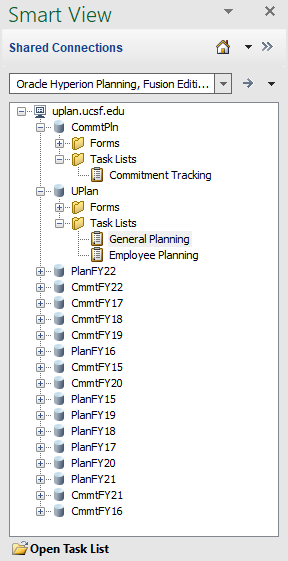 Smart View
Shared Connections
Oracle Hyperion Planning, Fusion Editi...
uplan.ucsf.edu
CommtPln
Forms
Task Lists
Commitment Tracking
UPlan
Forms
Task Lists
General Planning
Employee Planning
PlanFY22
CmmtFY22
CmmtFY17
CmmtFY18
CmmtFY19
PlanFY16
CmmtFY15
CmmtFY20
PlanFY15
PlanFY19
PlanFY18
PlanFY17
PlanFY20
PlanFY21
CmmtFY21
CmmtFY16
Open Task List